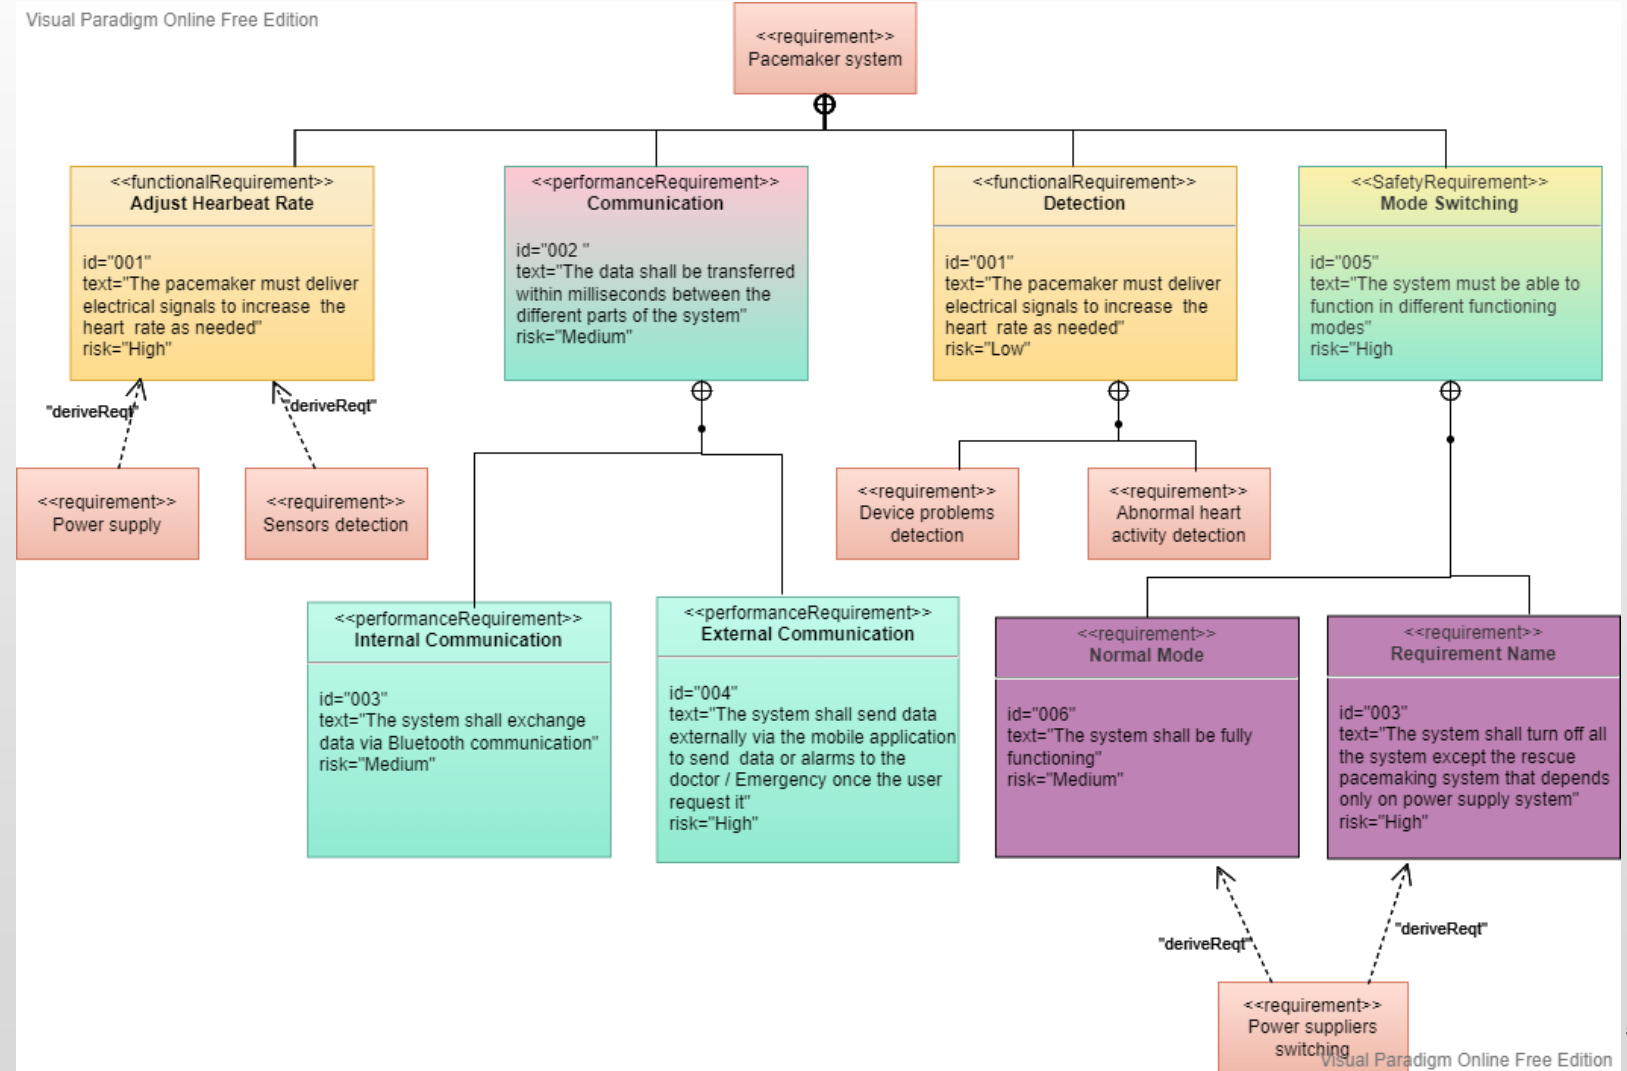 Visual Paradigm Online Free Edition
<<requirement>>
Pacemaker system
<<functionalRequirement>>
Adjust Hearbeat Rate
id="001"
text="The pacemaker must deliver
electrical signals to increase  the
heart  rate as needed"
risk="High"
<<performanceRequirement>>
Communication
id="002 "
text="The data shall be transferred
within milliseconds between the
different parts of the system"
risk="Medium"
<<functionalRequirement>>
Detection
id="001"
text="The pacemaker must deliver
electrical signals to increase  the
heart  rate as needed"
risk="Low"
<<SafetyRequirement>>
Mode Switching
id="005"
text="The system must be able to
function in different functioning
modes"
risk="High
"deriveReqt"
"deriveReqt"
<<requirement>>
Power supply
<<requirement>>
Sensors detection
<<requirement>>
Device problems
detection
<<requirement>>
Abnormal heart
activity detection
<<performanceRequirement>>
Internal Communication
id="003"
text="The system shall exchange
data via Bluetooth communication"
risk="Medium"
<<performanceRequirement>>
External Communication
id="004"
text="The system shall send data
externally via the mobile application
to send  data or alarms to the
doctor / Emergency once the user
request it"
risk="High"
<<requirement>>
Normal Mode
id="006"
text="The system shall be fully
functioning"
risk="Medium"
<<requirement>>
Requirement Name
id="003"
text="The system shall turn off all
the system except the rescue
pacemaking system that depends
only on power supply system"
risk="High"
"deriveReqt"
"deriveReqt"
<<requirement>>
Power suppliers
switching
Visual Paradigm Online Free Edition